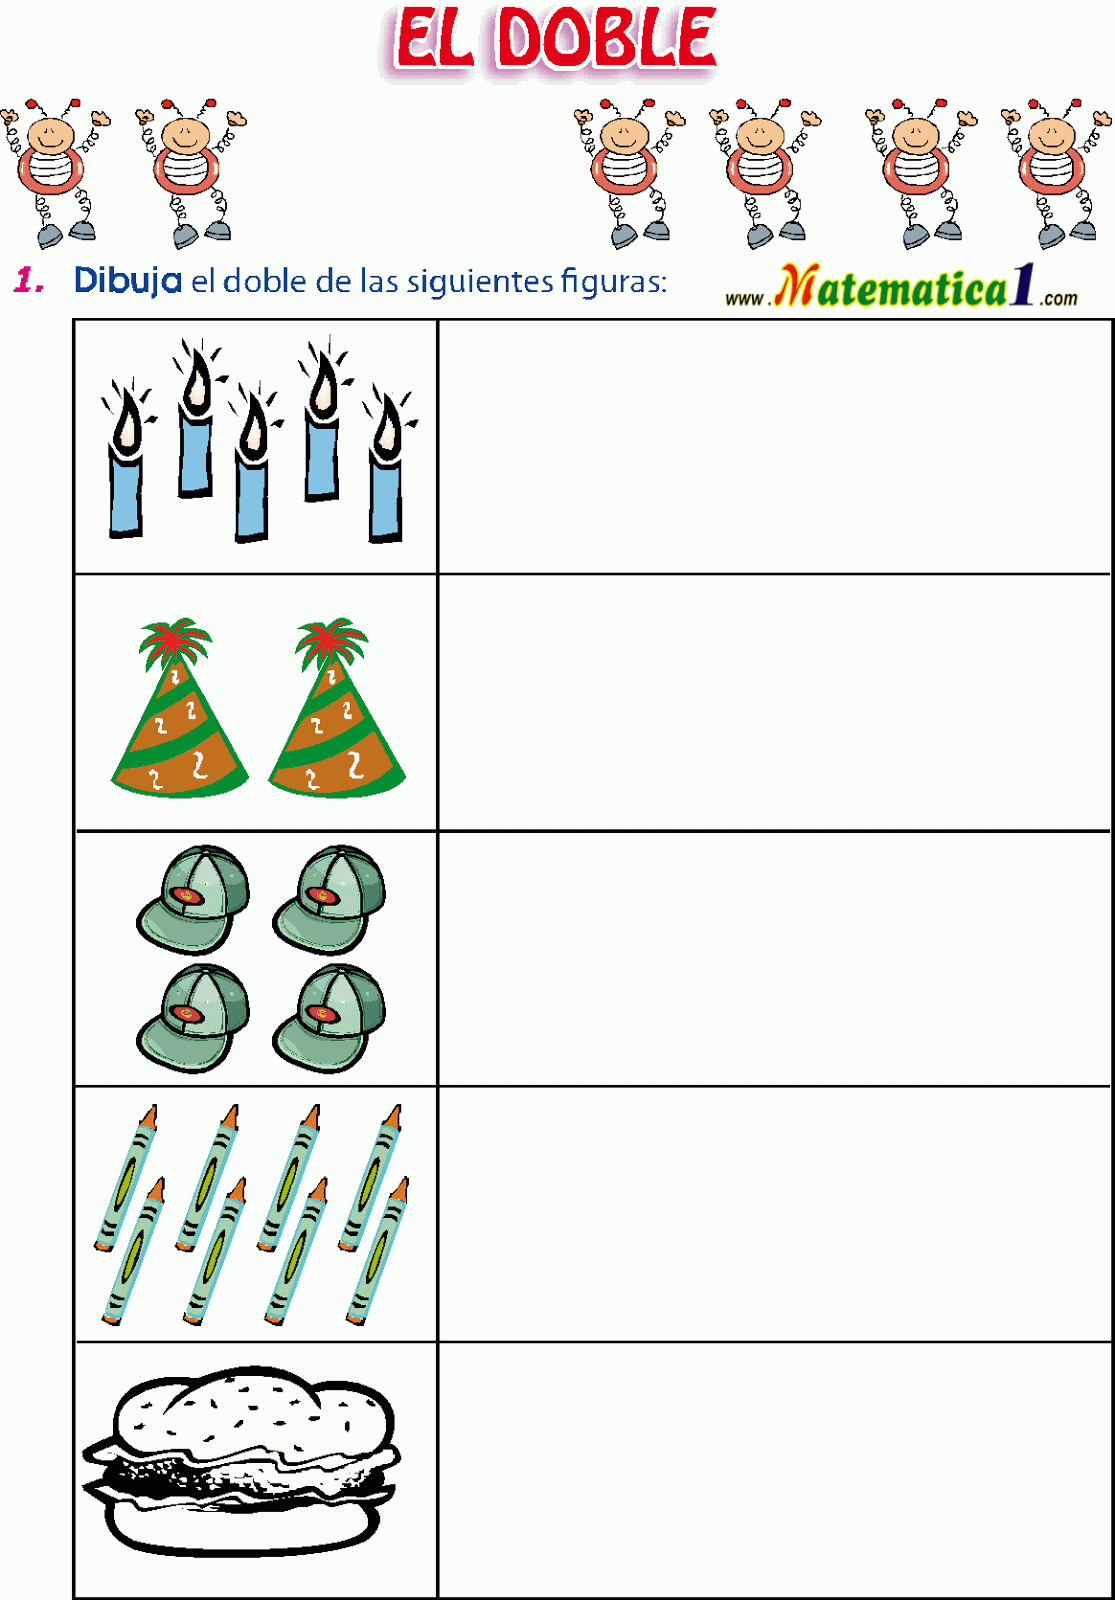 EL DOBLE
1. Dibuja el doble de las siguientes figuras:
www.Matematica1.com